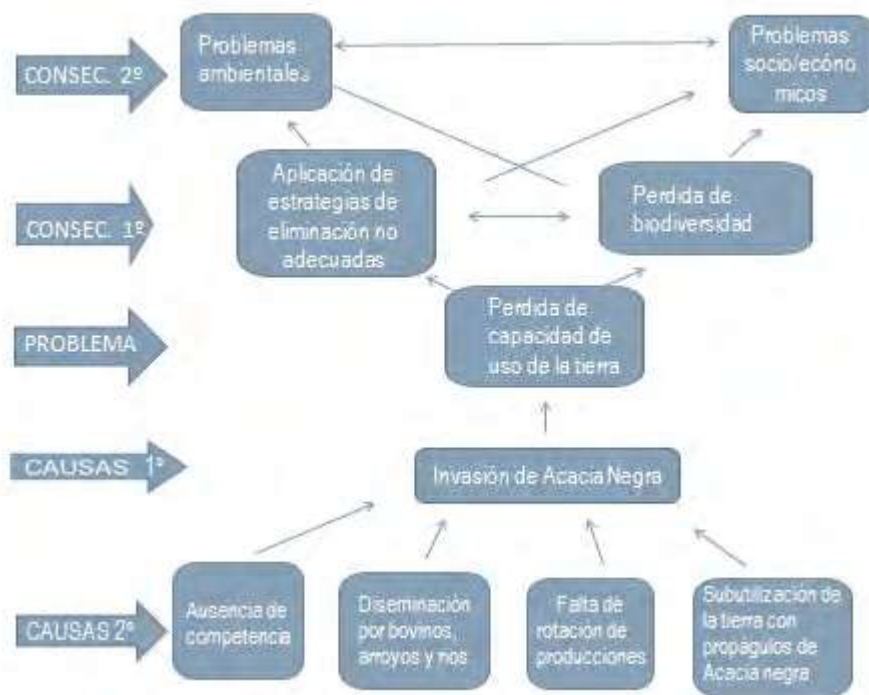 CONSEC. 2º
Problemas
ambientales
Problemas
socio/econo
micos
CONSEC. 1º
Aplicación de
estrategias de
eliminación no
adecuadas
Perdida de
biodiversidad
PROBLEMA
Perdida de
capacidad de
uso de la tierra
CAUSAS 1º
Invasión de Acacia Negra
CAUSAS 2º
Ausencia de
competencia
Diseminación
por bovinos,
arroyos y rios
Falta de
rotación de
producciones
Subutilización de
la tierra con
propágulos de
Acacia negra